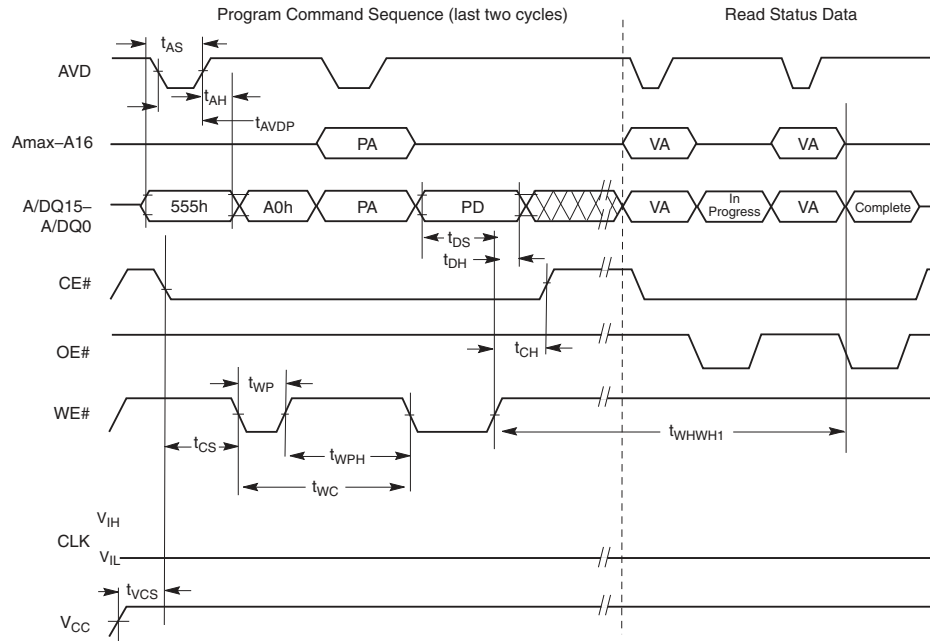 Program Command Sequence (last two cycles) Read Status Data
tAS
AVD
tAH
tAVDP
Amax–A16 PA VA VA
A/DQ15–
A/DQ0
555h A0h PA PD VA In Progress VA Complete
tDS
tDH
CE#
tCH
OE#
tWP
WE#
tCS tWPH tWHWH1
tWC
VIH
CLK
VIL
tVCS
VCC